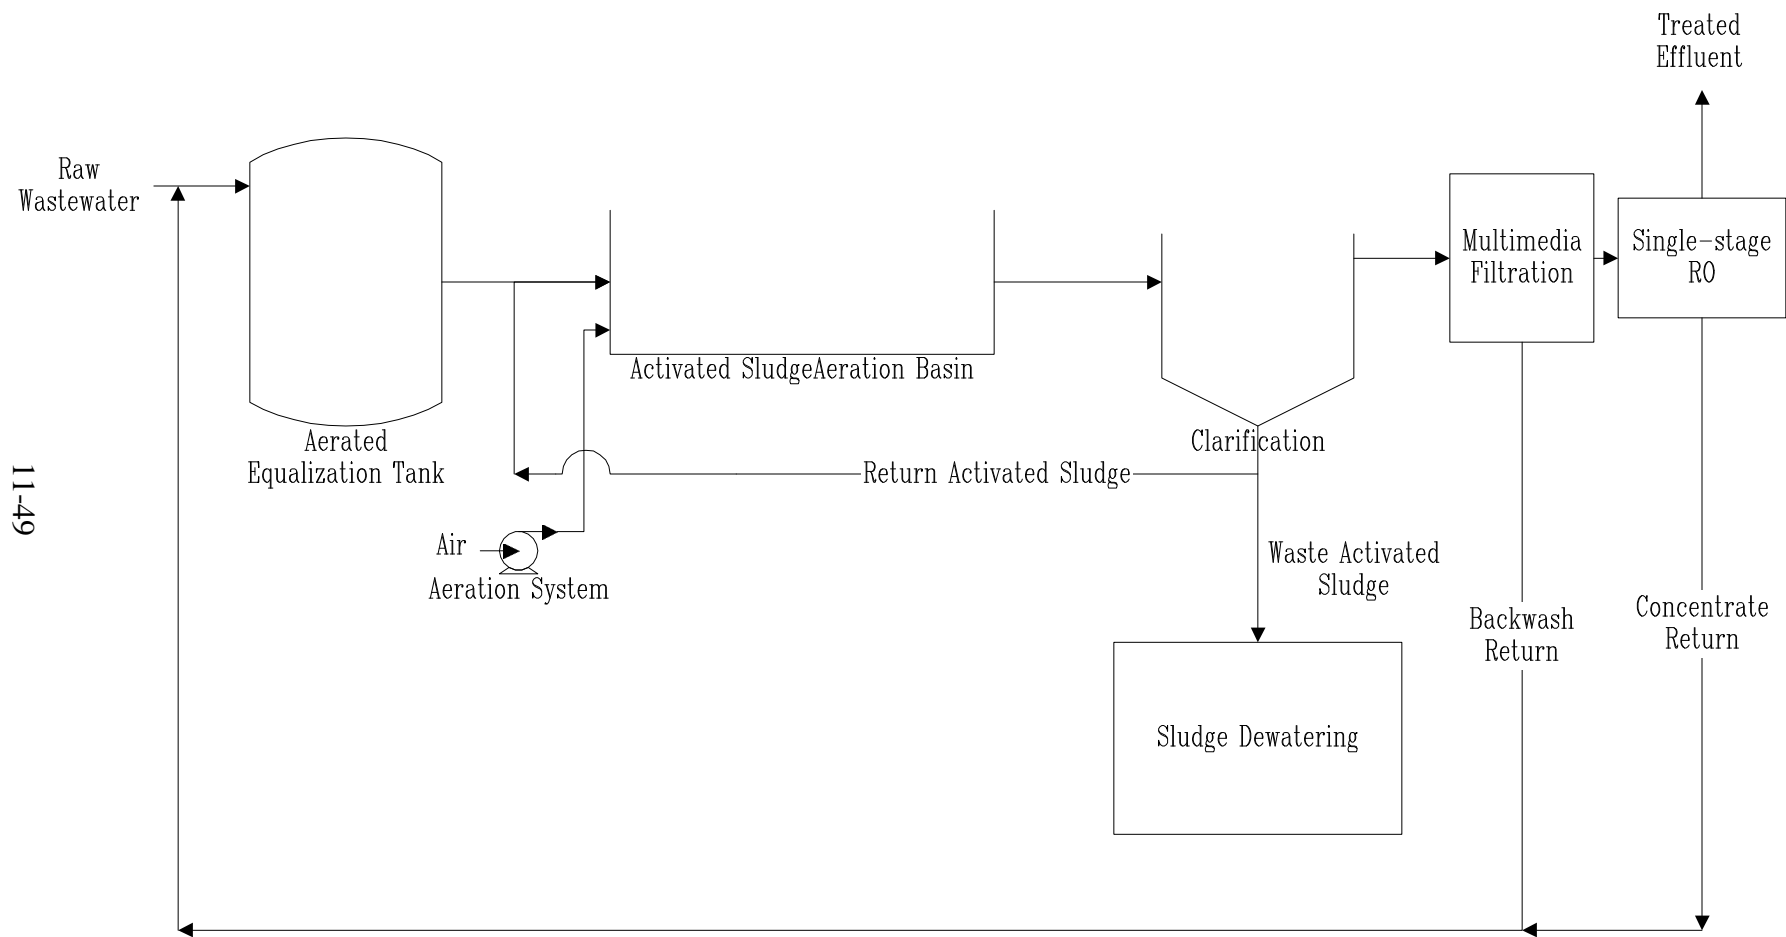 Treated
Effluent
Raw
Wastewater
Multimedia
Filtration
Single-stage
RO
Activated SludgeAeration Basin
Aerated
Equalization Tank
Clarification
Return Activated Sludge
11-49
Air
Aeration System
Waste Activated
Sludge
Backwash
Return
Concentrate
Return
Sludge Dewatering